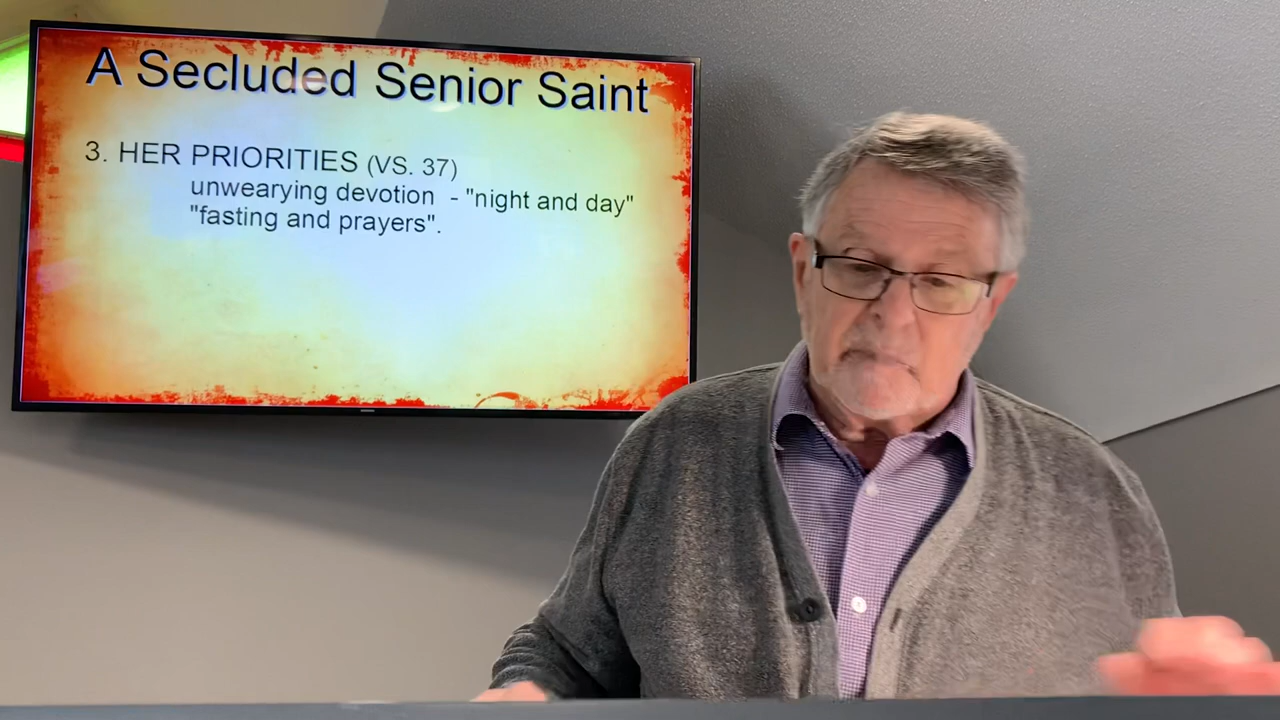 A Secluded Senior Saint
3. HER PRIORITIES (VS. 37)
unwearying devotion - "night and day"
"fasting and prayers".